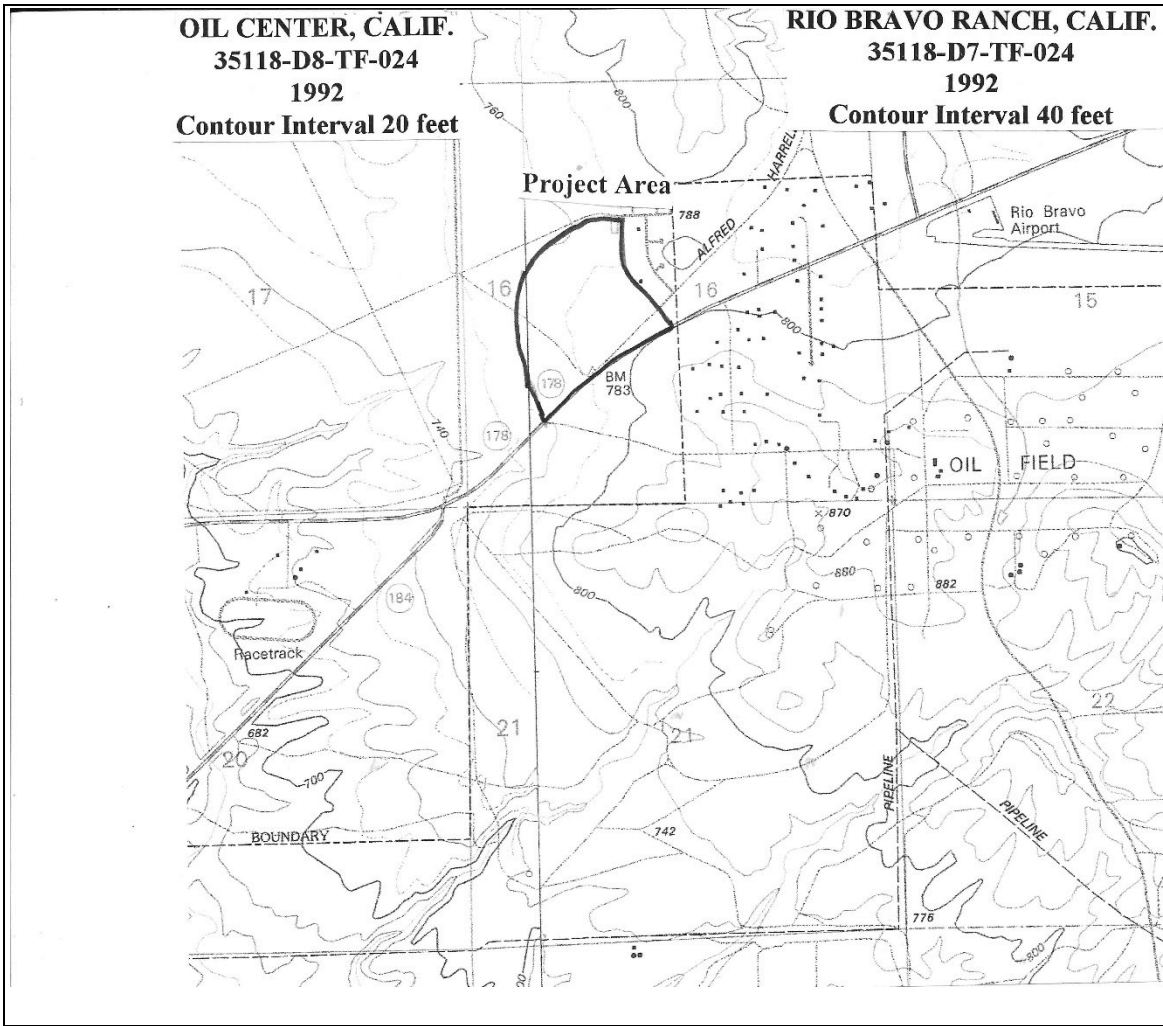 OIL CENTER, CALIF.
35118-D8-TF-024
1992
Contour Interval 20 feet
RIO BRAVO RANCH, CALIF.
35118-D7-TF-024
1992
Contour Interval 40 feet
760
800
HARREL
Project Area
788
ALFRED
Rio Bravo
Airport
17
16
16
15
800
178
BM
783
740
178
OIL FIELD
870
880
882
800
184
Racetrack
682
20
21
21
22
700
PIPELINE
PIPELINE
742
BOUNDARY
776
800